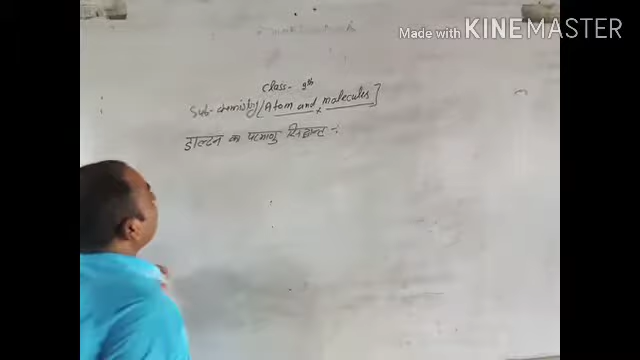 Made with KINEMASTER
Class- 9th
Sub- chemistry [Atom and molecules]
डाल्टन का परमाणु सिद्धान्त :-